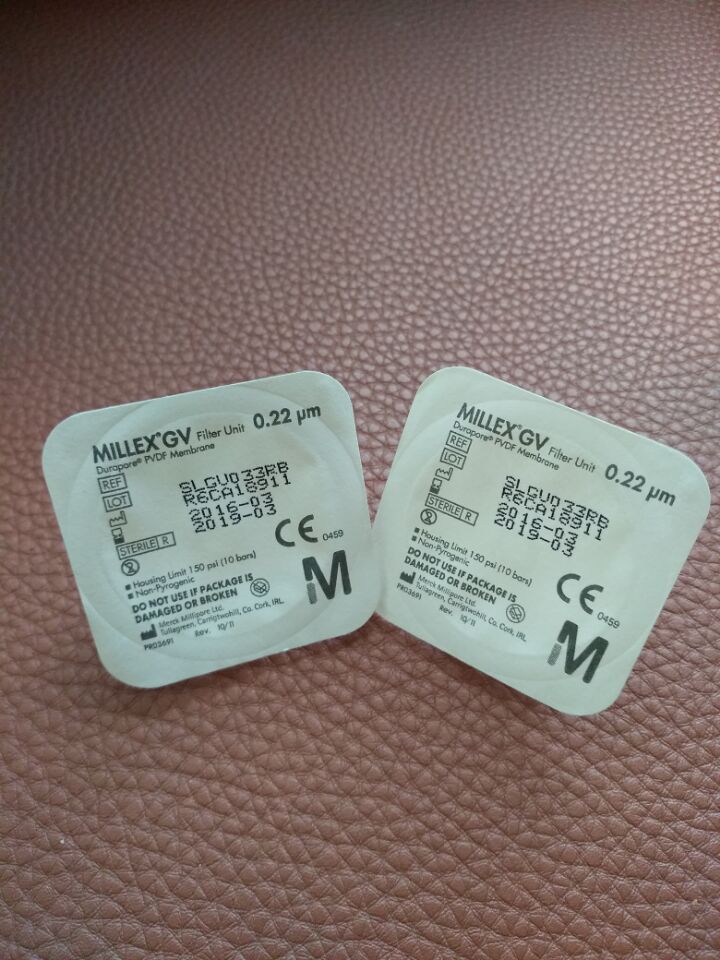 MILLEX®GV Filter Unit 0.22 µm
Durapore® PVDF Membrane
REF SLGV033RB
LOT R6CA18911
2016-03
2019-03
STERILE R
CE 0459
▪ Housing Limit 150 psi (10 bars)
▪ Non-Pyrogenic
DO NOT USE IF PACKAGE IS
DAMAGED OR BROKEN
Merck Millipore Ltd.
Tullagreen, Carrigtwohill, Co. Cork, IRL
PR03691 Rev. 10/11
M
MILLEX®GV Filter Unit 0.22 µm
Durapore® PVDF Membrane
REF SLGV033RB
LOT R6CA18911
2016-03
2019-03
STERILE R
CE 0459
▪ Housing Limit 150 psi (10 bars)
▪ Non-Pyrogenic
DO NOT USE IF PACKAGE IS
DAMAGED OR BROKEN
Merck Millipore Ltd.
Tullagreen, Carrigtwohill, Co. Cork, IRL
PR03691 Rev. 10/11
M